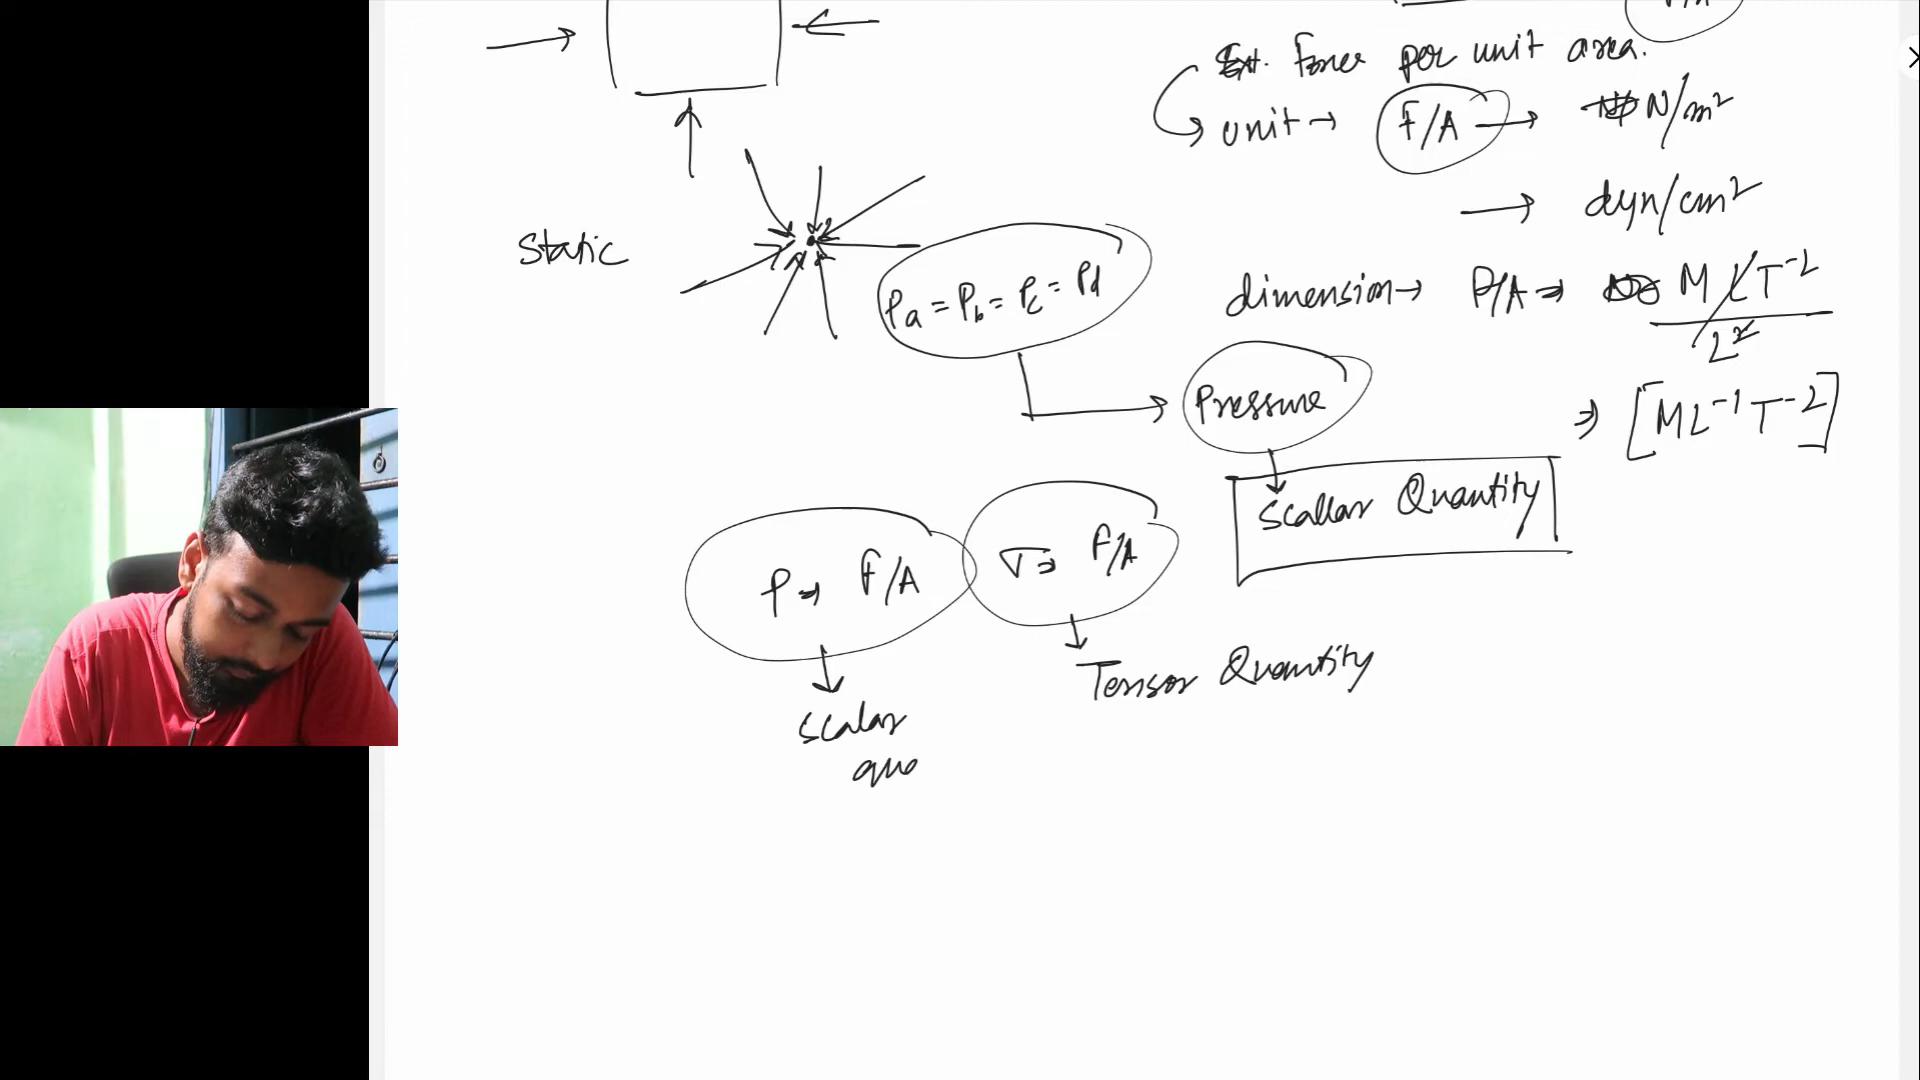 Ext. Force per unit area.
unit → F/A → N/m²
→ dyn/cm²
Static
Pa = Pb = Pc = Pd
dimension → F/A ⇒ M L T⁻² / L²
Pressure
⇒ [ML⁻¹T⁻²]
Scallar Quantity
P → F/A
σ ⇒ F/A
Tensor Quantity
Scalar
qua